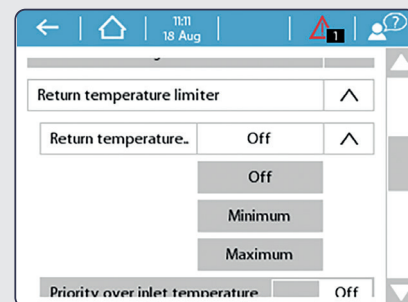 11:11
18 Aug
1
?
Return temperature limiter
Return temperature.. Off
Off
Minimum
Maximum
Priority over inlet temperature Off